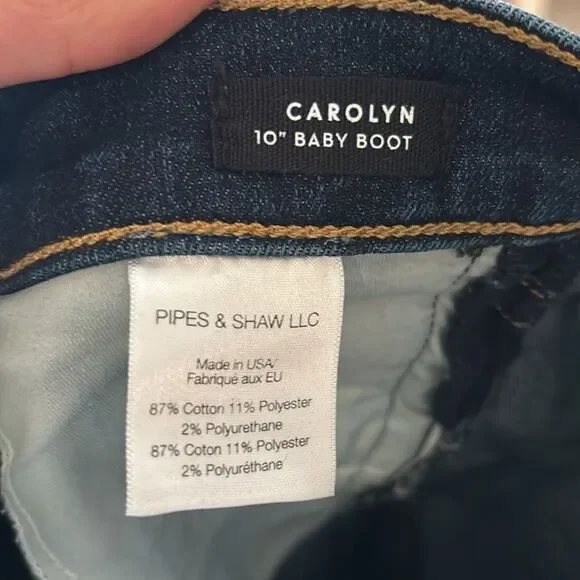 CAROLYN
10" BABY BOOT
PIPES & SHAW LLC
Made in USA/
Fabriqué aux EU
87% Cotton 11% Polyester
2% Polyurethane
87% Coton 11% Polyester
2% Polyuréthane